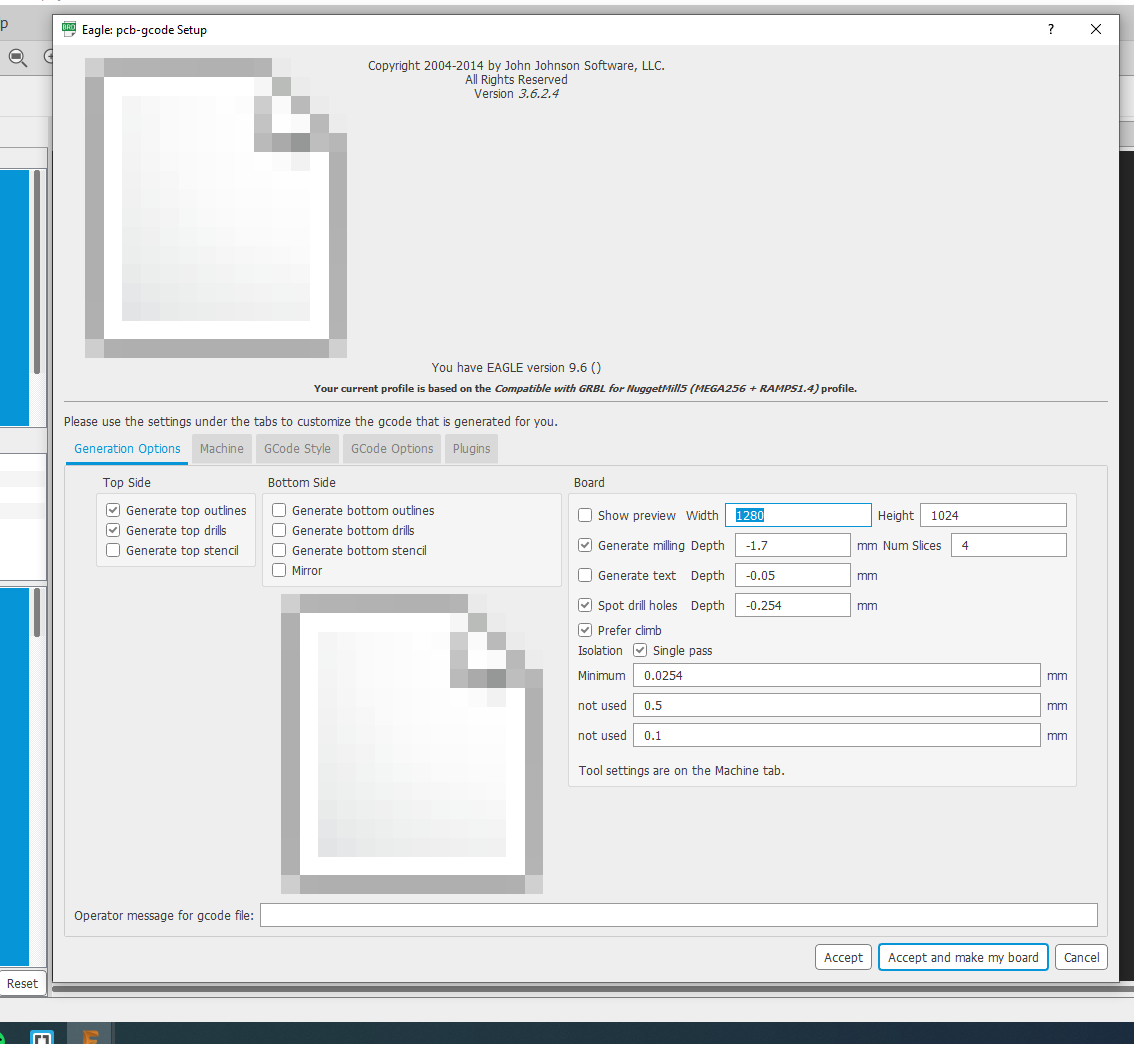 p
BRD Eagle: pcb-gcode Setup ?
Copyright 2004-2014 by John Johnson Software, LLC.
All Rights Reserved
Version 3.6.2.4
You have EAGLE version 9.6 ()
Your current profile is based on the Compatible with GRBL for NuggetMill5 (MEGA256 + RAMPS1.4) profile.
Please use the settings under the tabs to customize the gcode that is generated for you.
Generation Options Machine GCode Style GCode Options Plugins
Top Side
Generate top outlines
Generate top drills
Generate top stencil
Bottom Side
Generate bottom outlines
Generate bottom drills
Generate bottom stencil
Mirror
Board
Show preview Width 1280 Height 1024
Generate milling Depth -1.7 mm Num Slices 4
Generate text Depth -0.05 mm
Spot drill holes Depth -0.254 mm
Prefer climb
Isolation Single pass
Minimum 0.0254 mm
not used 0.5 mm
not used 0.1 mm
Tool settings are on the Machine tab.
Operator message for gcode file:
Accept Accept and make my board Cancel
Reset